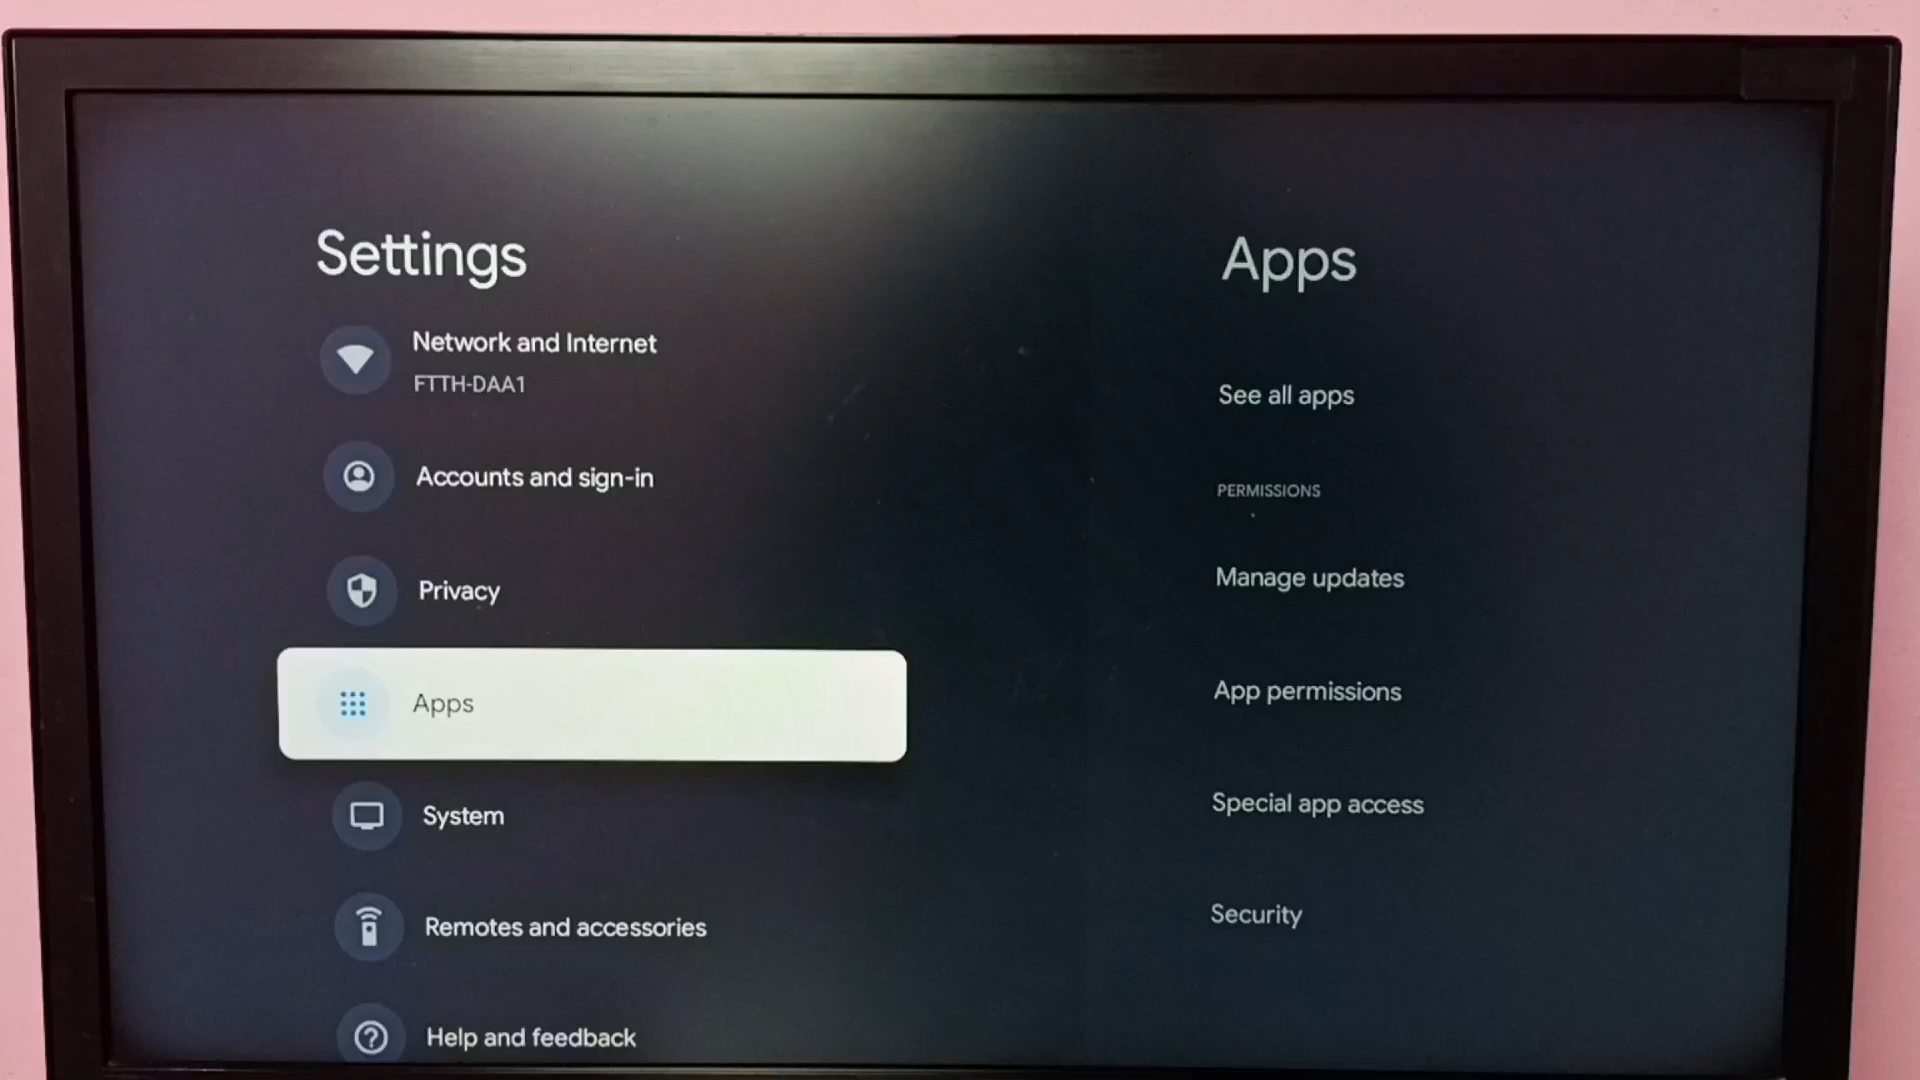 Settings
Network and Internet
FTTH-DAA1
Accounts and sign-in
Privacy
Apps
System
Remotes and accessories
Help and feedback
Apps
See all apps
PERMISSIONS
Manage updates
App permissions
Special app access
Security